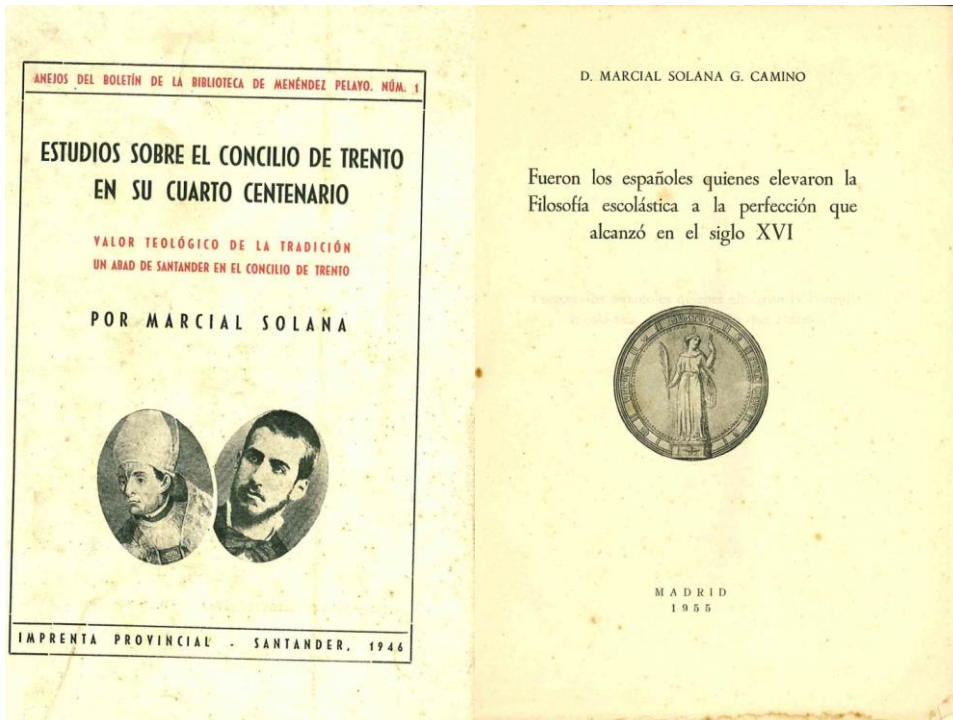 ANEJOS DEL BOLETÍN DE LA BIBLIOTECA DE MENÉNDEZ PELAYO. NÚM. 1
ESTUDIOS SOBRE EL CONCILIO DE TRENTO
EN SU CUARTO CENTENARIO
VALOR TEOLÓGICO DE LA TRADICIÓN
UN ABAD DE SANTANDER EN EL CONCILIO DE TRENTO
POR MARCIAL SOLANA
IMPRENTA PROVINCIAL - SANTANDER, 1946
D. MARCIAL SOLANA G. CAMINO
Fueron los españoles quienes elevaron la
Filosofía escolástica a la perfección que
alcanzó en el siglo XVI
MADRID
1955